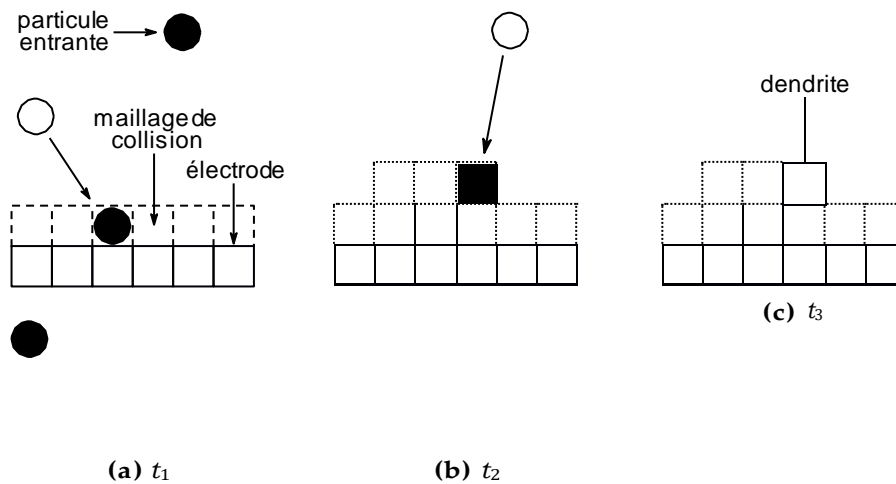 particule
entrante
maillage de
collision
électrode
dendrite
(c) t3
(a) t1
(b) t2